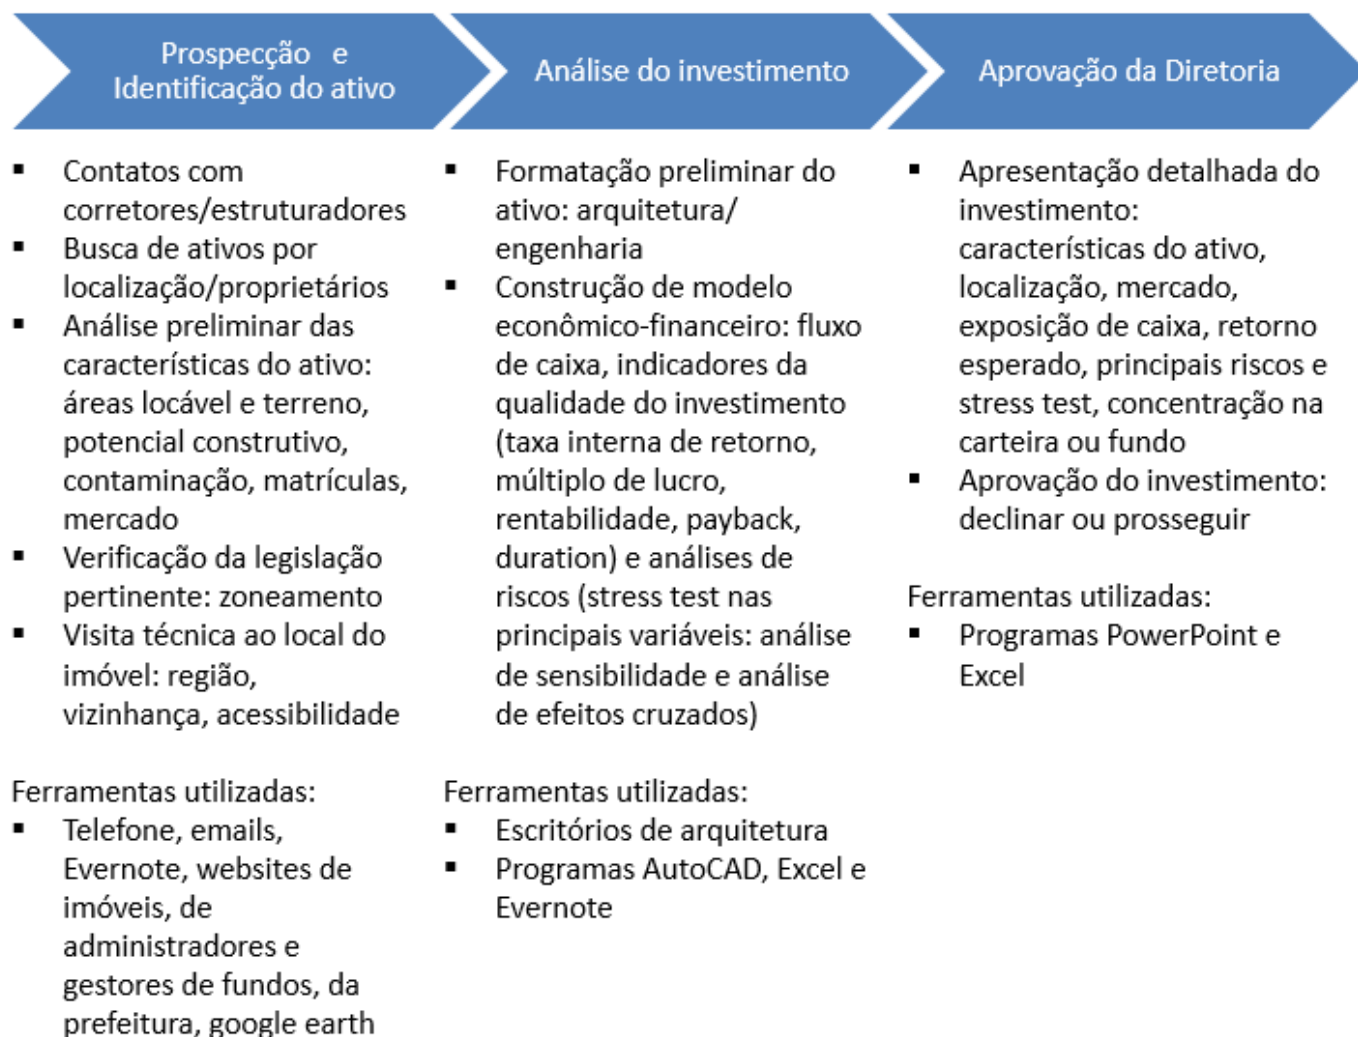 Prospecção e
Identificação do ativo
Análise do investimento
Aprovação da Diretoria
▪ Contatos com
corretores/estruturadores
▪ Busca de ativos por
localização/proprietários
▪ Análise preliminar das
características do ativo:
áreas locável e terreno,
potencial construtivo,
contaminação, matrículas,
mercado
▪ Verificação da legislação
pertinente: zoneamento
▪ Visita técnica ao local do
imóvel: região,
vizinhança, acessibilidade
Ferramentas utilizadas:
▪ Telefone, emails,
Evernote, websites de
imóveis, de
administradores e
gestores de fundos, da
prefeitura, google earth
▪ Formatação preliminar do
ativo: arquitetura/
engenharia
▪ Construção de modelo
econômico-financeiro: fluxo
de caixa, indicadores da
qualidade do investimento
(taxa interna de retorno,
múltiplo de lucro,
rentabilidade, payback,
duration) e análises de
riscos (stress test nas
principais variáveis: análise
de sensibilidade e análise
de efeitos cruzados)
Ferramentas utilizadas:
▪ Escritórios de arquitetura
▪ Programas AutoCAD, Excel e
Evernote
▪ Apresentação detalhada do
investimento:
características do ativo,
localização, mercado,
exposição de caixa, retorno
esperado, principais riscos e
stress test, concentração na
carteira ou fundo
▪ Aprovação do investimento:
declinar ou prosseguir
Ferramentas utilizadas:
▪ Programas PowerPoint e
Excel